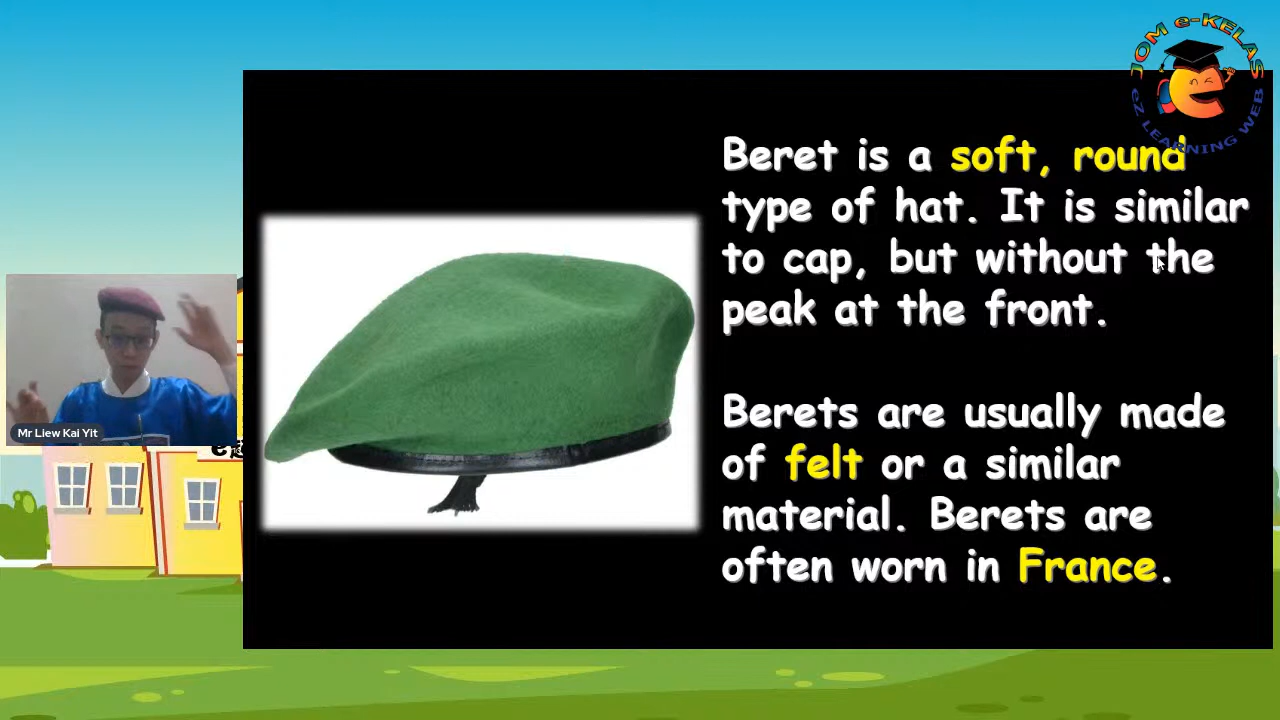 JOM e-KELAS
eZ LEARNING WEB
Beret is a soft, round
type of hat. It is similar
to cap, but without the
peak at the front.
Berets are usually made
of felt or a similar
material. Berets are
often worn in France.
Mr Liew Kai Yit